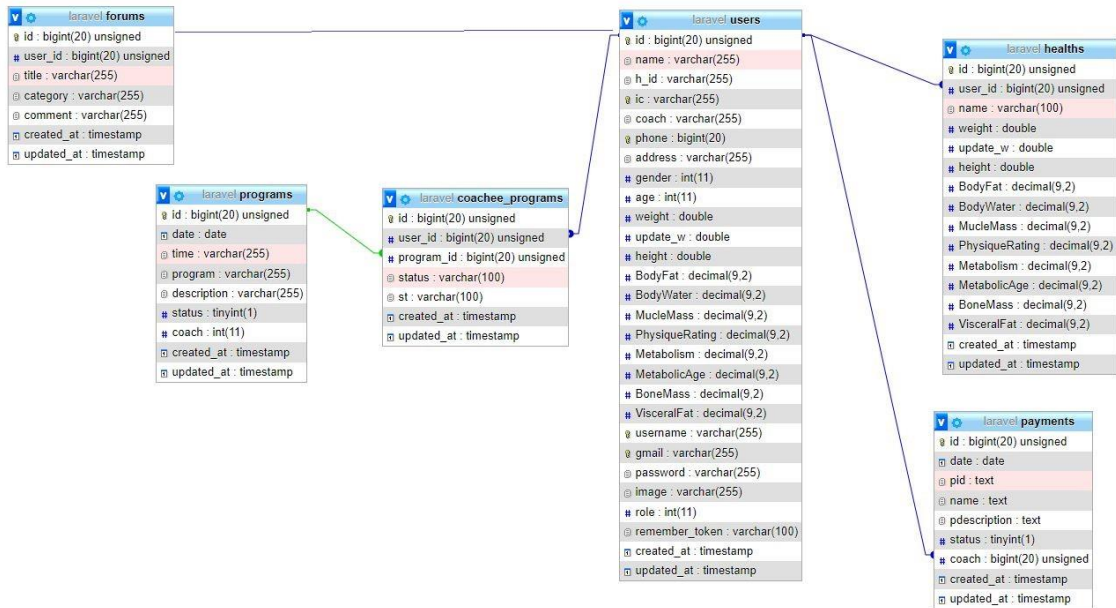 laravel forums
id : bigint(20) unsigned
user_id : bigint(20) unsigned
title : varchar(255)
category : varchar(255)
comment : varchar(255)
created_at : timestamp
updated_at : timestamp
laravel programs
id : bigint(20) unsigned
date : date
time : varchar(255)
program : varchar(255)
description : varchar(255)
status : tinyint(1)
coach : int(11)
created_at : timestamp
updated_at : timestamp
laravel coachee_programs
id : bigint(20) unsigned
user_id : bigint(20) unsigned
program_id : bigint(20) unsigned
status : varchar(100)
st : varchar(100)
created_at : timestamp
updated_at : timestamp
laravel users
id : bigint(20) unsigned
name : varchar(255)
h_id : varchar(255)
ic : varchar(255)
coach : varchar(255)
phone : bigint(20)
address : varchar(255)
gender : int(11)
age : int(11)
weight : double
update_w : double
height : double
BodyFat : decimal(9,2)
BodyWater : decimal(9,2)
MucleMass : decimal(9,2)
PhysiqueRating : decimal(9,2)
Metabolism : decimal(9,2)
MetabolicAge : decimal(9,2)
BoneMass : decimal(9,2)
VisceralFat : decimal(9,2)
username : varchar(255)
gmail : varchar(255)
password : varchar(255)
image : varchar(255)
role : int(11)
remember_token : varchar(100)
created_at : timestamp
updated_at : timestamp
laravel healths
id : bigint(20) unsigned
user_id : bigint(20) unsigned
name : varchar(100)
weight : double
update_w : double
height : double
BodyFat : decimal(9,2)
BodyWater : decimal(9,2)
MucleMass : decimal(9,2)
PhysiqueRating : decimal(9,2)
Metabolism : decimal(9,2)
MetabolicAge : decimal(9,2)
BoneMass : decimal(9,2)
VisceralFat : decimal(9,2)
created_at : timestamp
updated_at : timestamp
laravel payments
id : bigint(20) unsigned
date : date
pid : text
name : text
pdescription : text
status : tinyint(1)
coach : bigint(20) unsigned
created_at : timestamp
updated_at : timestamp